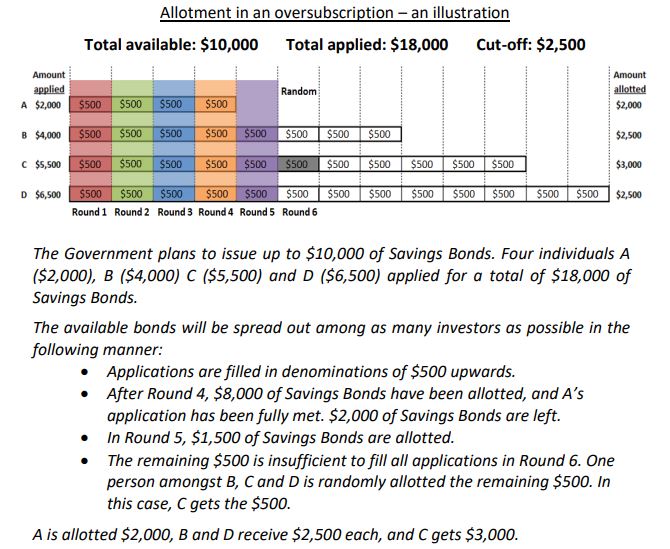 Allotment in an oversubscription – an illustration
Total available: $10,000 Total applied: $18,000 Cut-off: $2,500
Amount applied Random Amount allotted
A $2,000 $500 $500 $500 $500 $2,000
B $4,000 $500 $500 $500 $500 $500 $500 $500 $500 $2,500
C $5,500 $500 $500 $500 $500 $500 $500 $500 $500 $500 $500 $500 $3,000
D $6,500 $500 $500 $500 $500 $500 $500 $500 $500 $500 $500 $500 $500 $500 $2,500
Round 1 Round 2 Round 3 Round 4 Round 5 Round 6
The Government plans to issue up to $10,000 of Savings Bonds. Four individuals A
($2,000), B ($4,000) C ($5,500) and D ($6,500) applied for a total of $18,000 of
Savings Bonds.
The available bonds will be spread out among as many investors as possible in the
following manner:
• Applications are filled in denominations of $500 upwards.
• After Round 4, $8,000 of Savings Bonds have been allotted, and A’s
application has been fully met. $2,000 of Savings Bonds are left.
• In Round 5, $1,500 of Savings Bonds are allotted.
• The remaining $500 is insufficient to fill all applications in Round 6. One
person amongst B, C and D is randomly allotted the remaining $500. In
this case, C gets the $500.
A is allotted $2,000, B and D receive $2,500 each, and C gets $3,000.